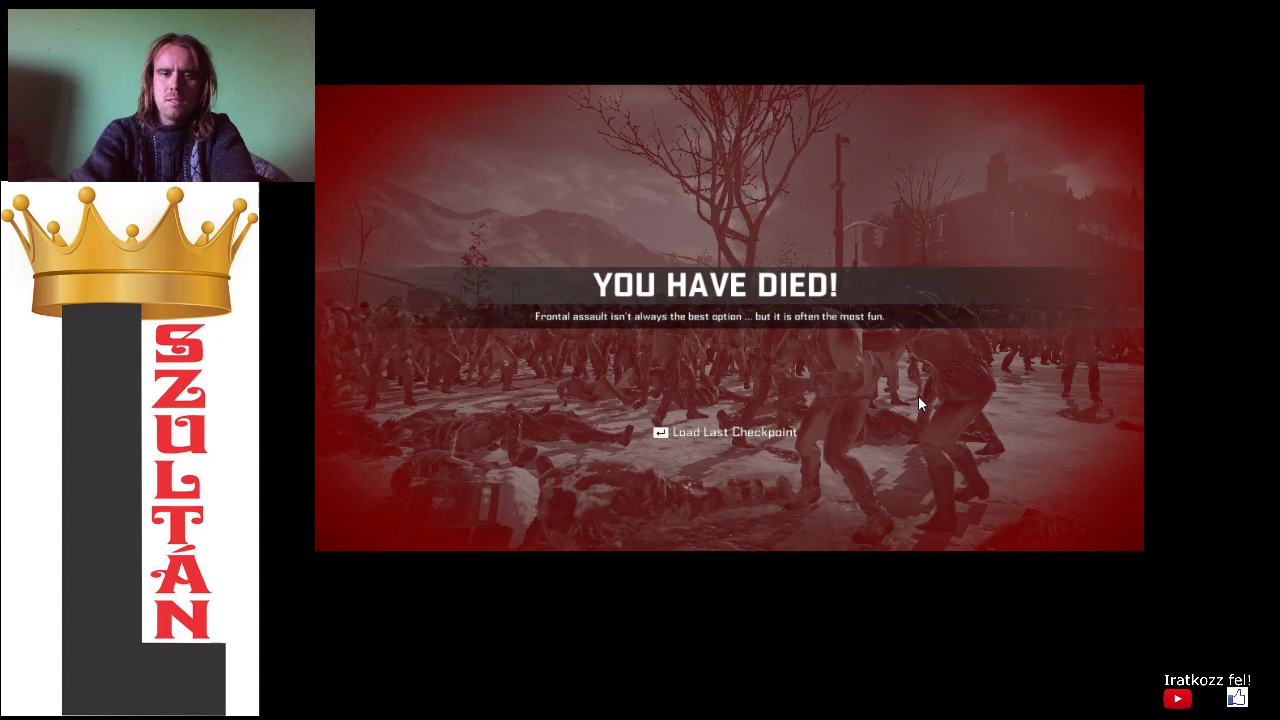 SZULTÁN
L
YOU HAVE DIED!
Frontal assault isn't always the best option ... but it is often the most fun.
Load Last Checkpoint
Iratkozz fel!